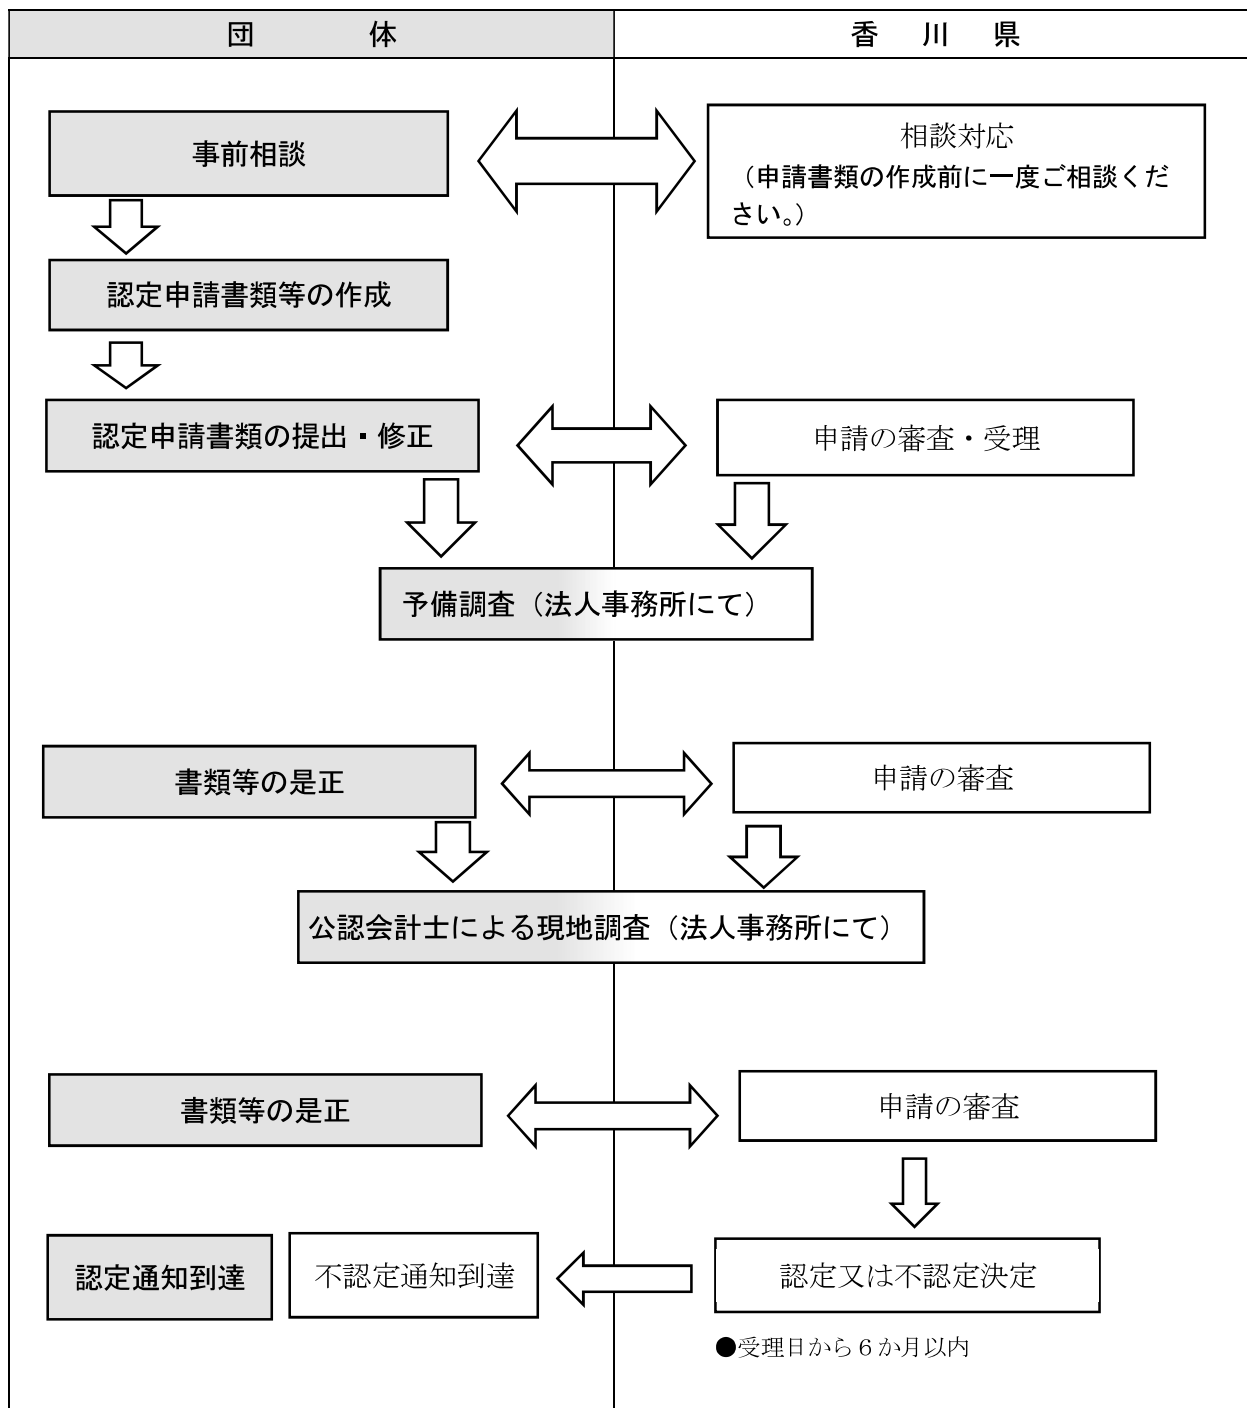 団体
香川県
事前相談
相談対応
（申請書類の作成前に一度ご相談くだ
さい。）
認定申請書類等の作成
認定申請書類の提出・修正
申請の審査・受理
予備調査（法人事務所にて）
書類等の是正
申請の審査
公認会計士による現地調査（法人事務所にて）
書類等の是正
申請の審査
認定通知到達
不認定通知到達
認定又は不認定決定
●受理日から６か月以内